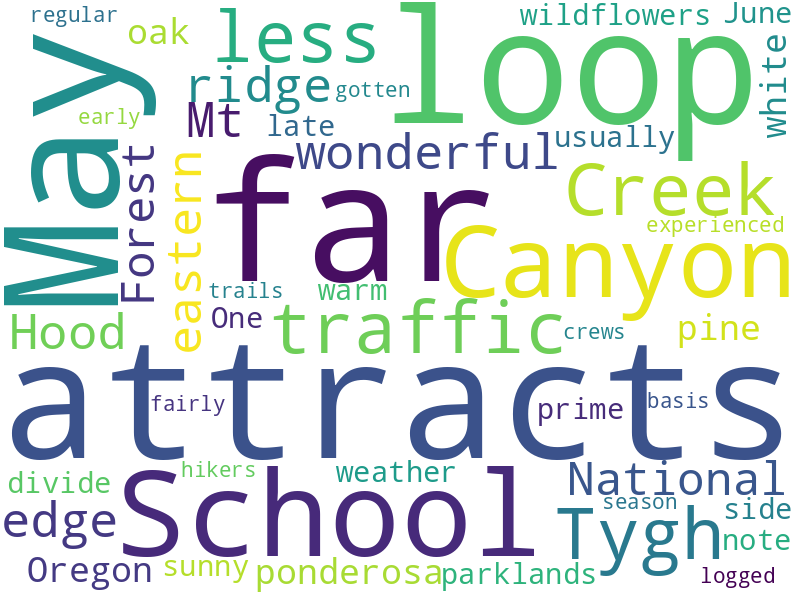 regular
oak
less
loop
wildflowers
June
May
ridge
gotten
white
early
Mt
late
wonderful
usually
Forest
eastern
far
Creek
experienced
Canyon
trails
warm
Hood
One
traffic
crews
pine
attracts
fairly
prime
basis
divide
hikers
weather
National
School
season
side
edge
Tygh
note
Oregon
sunny
ponderosa
parklands
logged